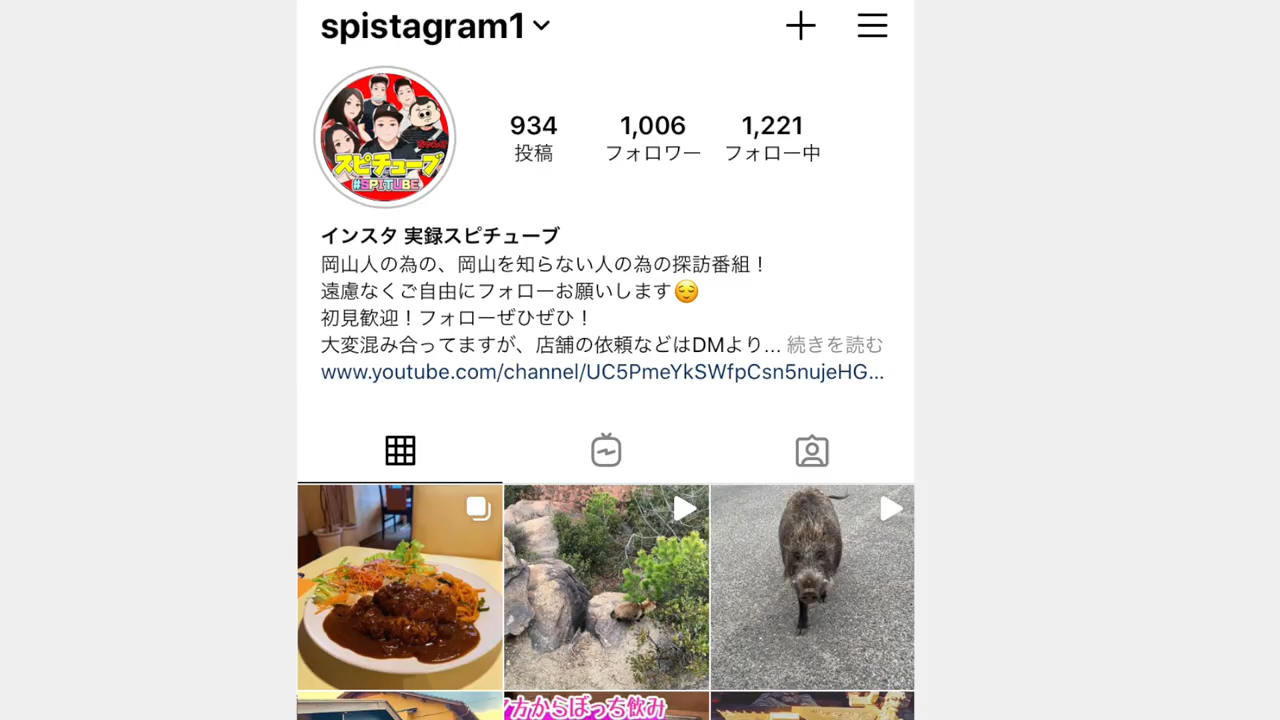 spistagram1
934
投稿
1,006
フォロワー
1,221
フォロー中
スピチューブ
#SPITUBE
インスタ 実録スピチューブ
岡山人の為の、岡山を知らない人の為の探訪番組！
遠慮なくご自由にフォローお願いします😌
初見歓迎！フォローぜひぜひ！
大変混み合ってますが、店舗の依頼などはDMより... 続きを読む
www.youtube.com/channel/UC5PmeYkSWfpCsn5nujeHG...
方からぼっち飲み